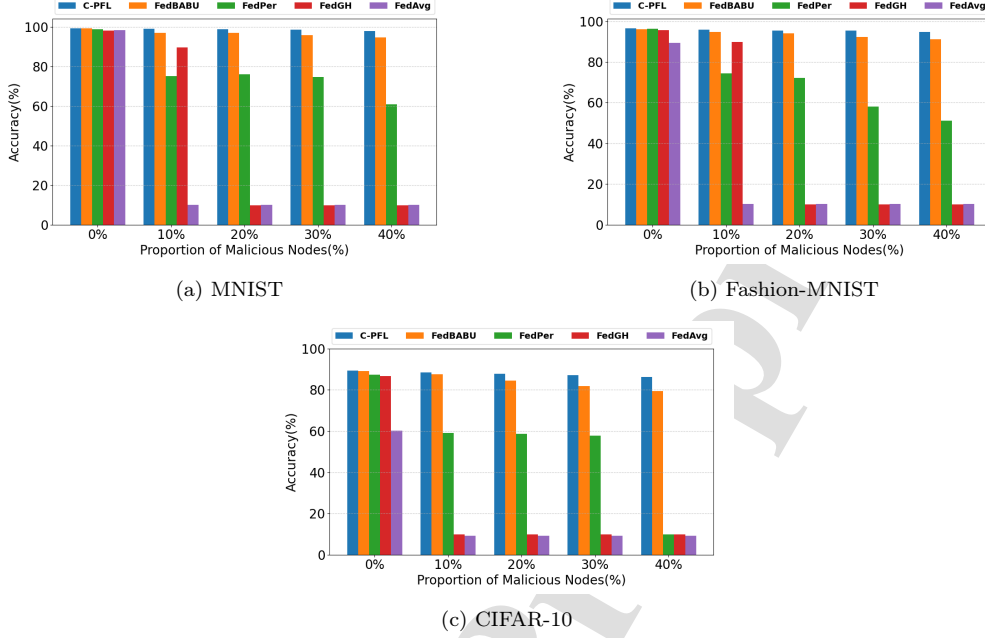 C-PFL FedBABU FedPer FedGH FedAvg
100
80
60
40
20
0
Accuracy(%)
0% 10% 20% 30% 40%
Proportion of Malicious Nodes(%)
(a) MNIST
C-PFL FedBABU FedPer FedGH FedAvg
100
80
60
40
20
0
Accuracy(%)
0% 10% 20% 30% 40%
Proportion of Malicious Nodes(%)
(b) Fashion-MNIST
C-PFL FedBABU FedPer FedGH FedAvg
100
80
60
40
20
0
Accuracy(%)
0% 10% 20% 30% 40%
Proportion of Malicious Nodes(%)
(c) CIFAR-10